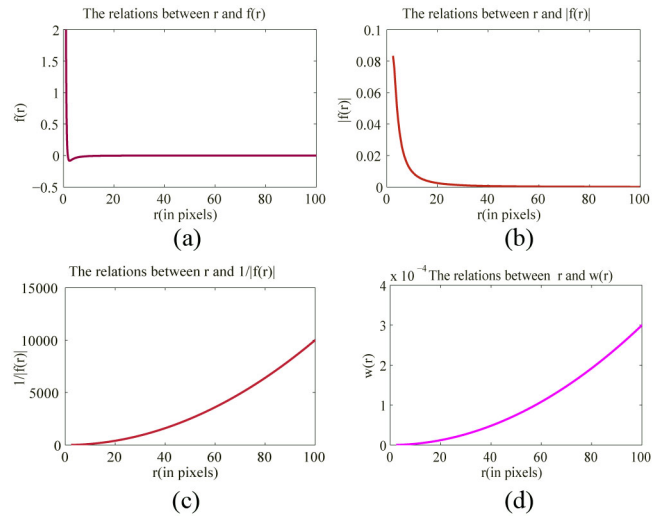 The relations between r and f(r)
2
1.5
1
0.5
0
−0.5
f(r)
0 20 40 60 80 100
r(in pixels)
(a)
The relations between r and |f(r)|
0.1
0.08
0.06
0.04
0.02
0
|f(r)|
0 20 40 60 80 100
r(in pixels)
(b)
The relations between r and 1/|f(r)|
15000
10000
5000
0
1/|f(r)|
0 20 40 60 80 100
r(in pixels)
(c)
x 10⁻⁴ The relations between r and w(r)
4
3
2
1
0
w(r)
0 20 40 60 80 100
r(in pixels)
(d)